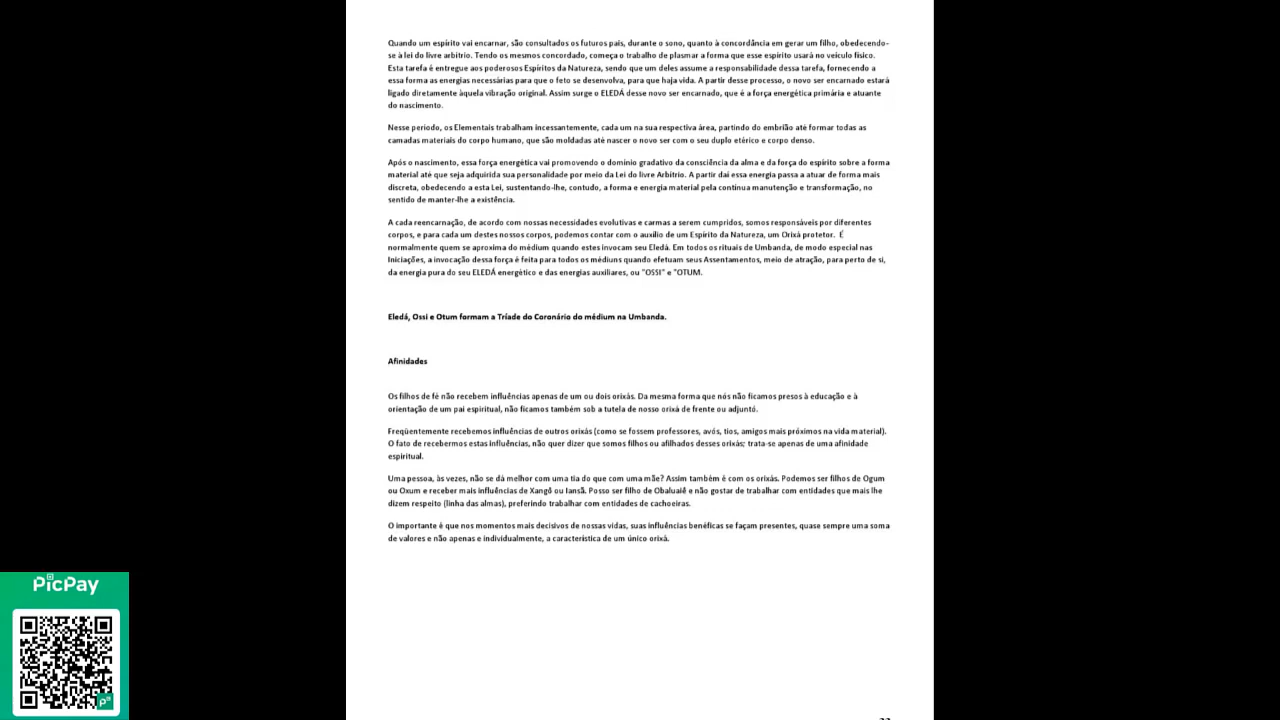 Quando um espírito vai encarnar, são consultados os futuros pais, durante o sono, quanto à concordância em gerar um filho, obedecendo-
se à lei do livre arbítrio. Tendo os mesmos concordado, começa o trabalho de plasmar a forma que esse espírito usará no veículo físico.
Esta tarefa é entregue aos poderosos Espíritos da Natureza, sendo que um deles assume a responsabilidade dessa tarefa, fornecendo a
essa forma as energias necessárias para que o feto se desenvolva, para que haja vida. A partir desse processo, o novo ser encarnado estará
ligado diretamente àquela vibração original. Assim surge o ELEDÁ desse novo ser encarnado, que é a força energética primária e atuante
do nascimento.
Nesse período, os Elementais trabalham incessantemente, cada um na sua respectiva área, partindo do embrião até formar todas as
camadas materiais do corpo humano, que são moldadas até nascer o novo ser com o seu duplo etérico e corpo denso.
Após o nascimento, essa força energética vai promovendo o domínio gradativo da consciência da alma e da força do espírito sobre a forma
material até que seja adquirida sua personalidade por meio da Lei do livre Arbítrio. A partir daí essa energia passa a atuar de forma mais
discreta, obedecendo a esta Lei, sustentando-lhe, contudo, a forma e energia material pela contínua manutenção e transformação, no
sentido de manter-lhe a existência.
A cada reencarnação, de acordo com nossas necessidades evolutivas e carmas a serem cumpridos, somos responsáveis por diferentes
corpos, e para cada um destes nossos corpos, podemos contar com o auxílio de um Espírito da Natureza, um Orixá protetor. É
normalmente quem se aproxima do médium quando estes invocam seu Eledá. Em todos os rituais de Umbanda, de modo especial nas
Iniciações, a invocação dessa força é feita para todos os médiuns quando efetuam seus Assentamentos, meio de atração, para perto de si,
da energia pura do seu ELEDÁ energético e das energias auxiliares, ou "OSSI" e "OTUM.
Eledá, Ossi e Otum formam a Tríade do Coronário do médium na Umbanda.
Afinidades
Os filhos de fé não recebem influências apenas de um ou dois orixás. Da mesma forma que nós não ficamos presos à educação e à
orientação de um pai espiritual, não ficamos também sob a tutela de nosso orixá de frente ou adjuntó.
Freqüentemente recebemos influências de outros orixás (como se fossem professores, avós, tios, amigos mais próximos na vida material).
O fato de recebermos estas influências, não quer dizer que somos filhos ou afilhados desses orixás; trata-se apenas de uma afinidade
espiritual.
Uma pessoa, às vezes, não se dá melhor com uma tia do que com uma mãe? Assim também é com os orixás. Podemos ser filhos de Ogum
ou Oxum e receber mais influências de Xangô ou Iansã. Posso ser filho de Obaluaiê e não gostar de trabalhar com entidades que mais lhe
dizem respeito (linha das almas), preferindo trabalhar com entidades de cachoeiras.
O importante é que nos momentos mais decisivos de nossas vidas, suas influências benéficas se façam presentes, quase sempre uma soma
de valores e não apenas e individualmente, a característica de um único orixá.
PicPay